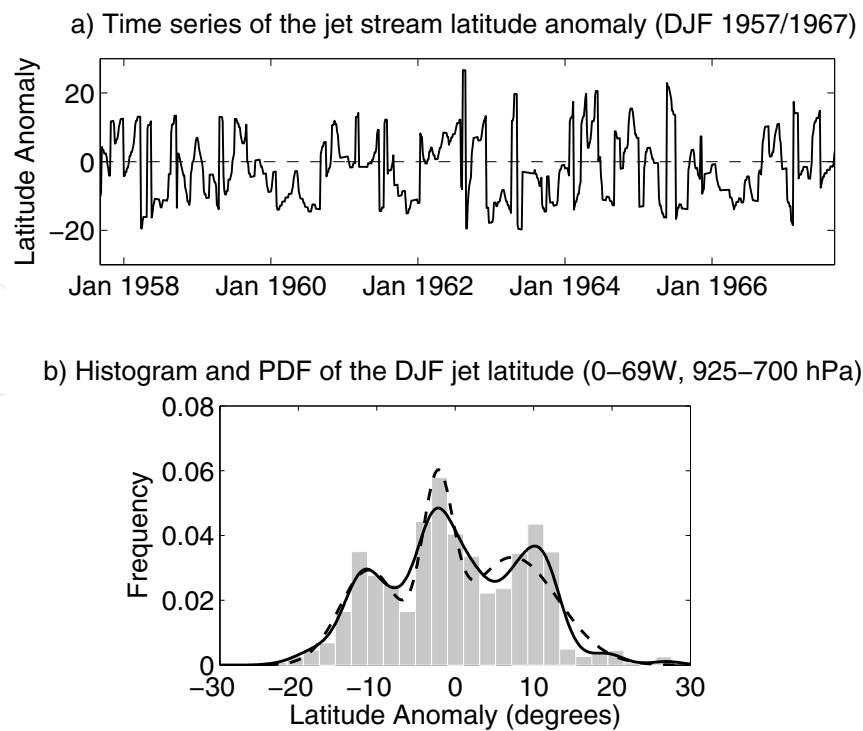 a) Time series of the jet stream latitude anomaly (DJF 1957/1967)
Latitude Anomaly
20
0
−20
Jan 1958 Jan 1960 Jan 1962 Jan 1964 Jan 1966
b) Histogram and PDF of the DJF jet latitude (0−69W, 925−700 hPa)
Frequency
0.08
0.06
0.04
0.02
0
−30 −20 −10 0 10 20 30
Latitude Anomaly (degrees)